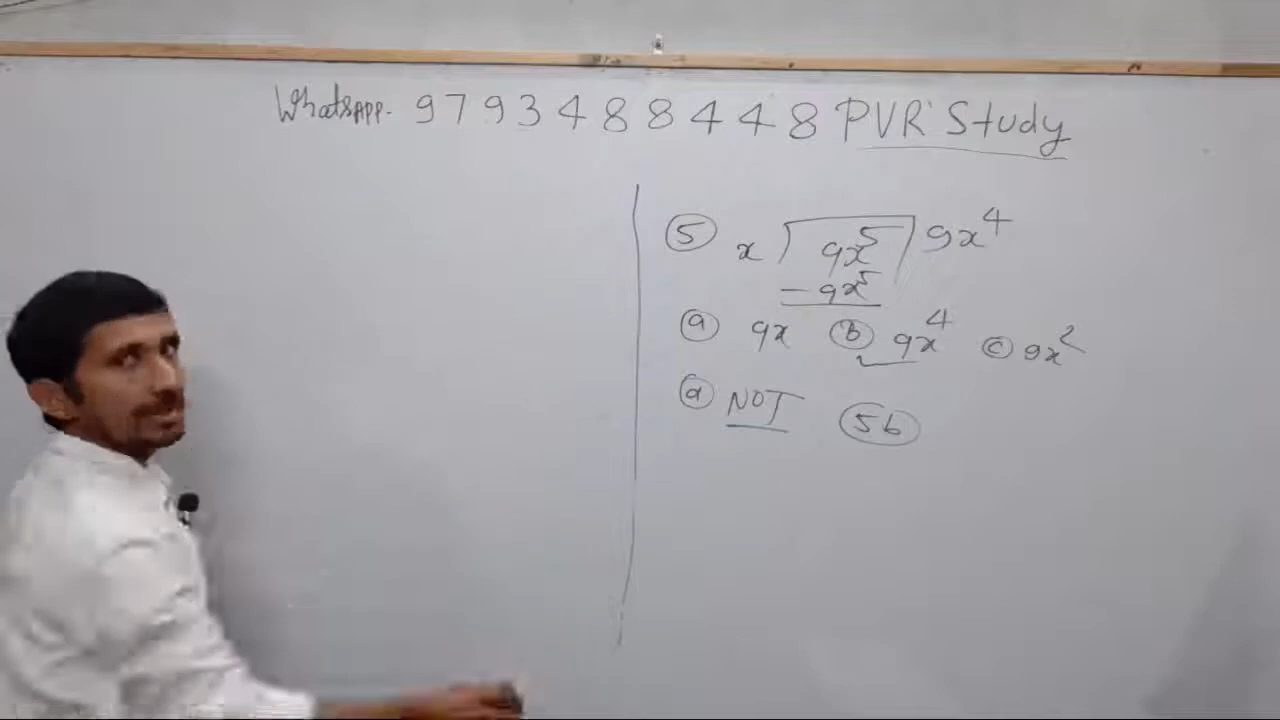 WhatsAPP. 9793488448 PVR Study
⑤ x ) 9x⁵ ( 9x⁴
- 9x⁵
ⓐ 9x ⓑ 9x⁴ ⓒ 9x²
ⓓ NOT 5b